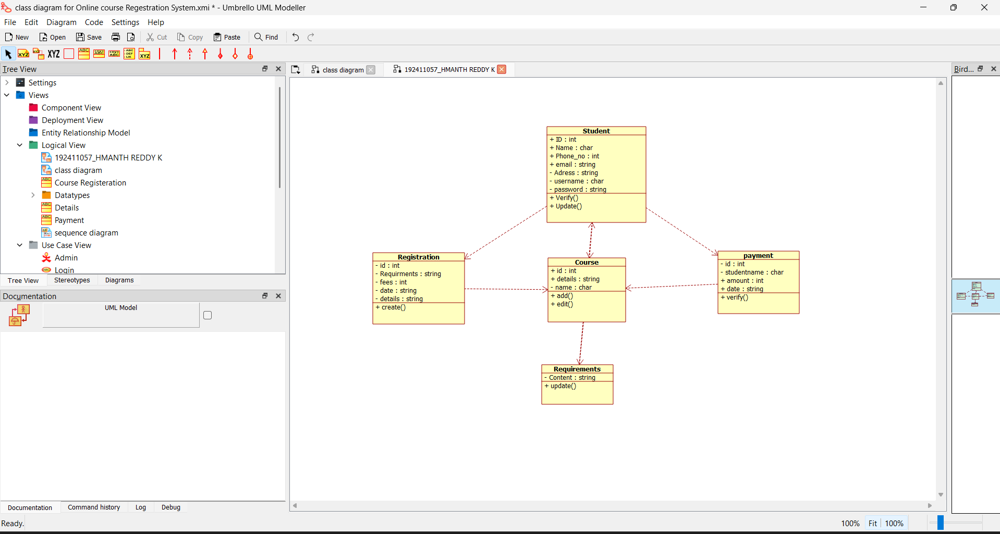 class diagram for Online course Regestration System.xmi * - Umbrello UML Modeller
File Edit Diagram Code Settings Help
New Open Save Cut Copy Paste Find
XYZ XYZ XYZ ABC ABC XYZ
Tree View
class diagram
192411057_HMANTH REDDY K
Bird...
Settings
Views
Component View
Deployment View
Entity Relationship Model
Logical View
192411057_HMANTH REDDY K
class diagram
Course Registeration
Datatypes
Details
Payment
sequence diagram
Use Case View
Admin
Login
Tree View Stereotypes Diagrams
Documentation
UML Model
Documentation Command history Log Debug
Student
+ ID : int
+ Name : char
+ Phone_no : int
+ email : string
- Adress : string
- username : char
- password : string
+ Verify()
+ Update()
Registration
- id : int
- Requirments : string
- fees : int
- date : string
- details : string
+ create()
Course
+ id : int
+ details : string
- name : char
+ add()
+ edit()
payment
- id : int
- studentname : char
+ amount : int
+ date : string
+ verify()
Requirements
- Content : string
+ update()
Ready.
100% Fit 100%